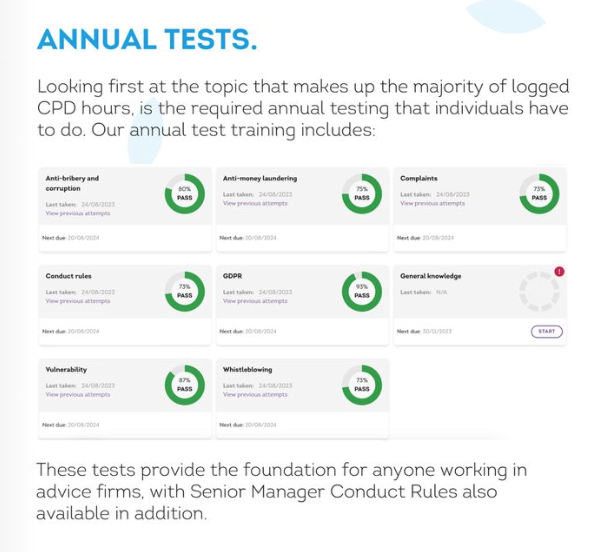 ANNUAL TESTS.
Looking first at the topic that makes up the majority of logged
CPD hours, is the required annual testing that individuals have
to do. Our annual test training includes:
Anti-bribery and
corruption
Last taken: 24/08/2023
View previous attempts
80%
PASS
Next due: 20/08/2024
Anti-money laundering
Last taken: 24/08/2023
View previous attempts
75%
PASS
Next due: 20/08/2024
Complaints
Last taken: 24/08/2023
View previous attempts
73%
PASS
Next due: 20/08/2024
Conduct rules
Last taken: 24/08/2023
View previous attempts
73%
PASS
Next due: 20/08/2024
GDPR
Last taken: 24/08/2023
View previous attempts
93%
PASS
Next due: 20/08/2024
General knowledge
Last taken: N/A
!
Next due: 30/11/2023
START
Vulnerability
Last taken: 24/08/2023
View previous attempts
87%
PASS
Next due: 20/08/2024
Whistleblowing
Last taken: 24/08/2023
View previous attempts
73%
PASS
Next due: 20/08/2024
These tests provide the foundation for anyone working in
advice firms, with Senior Manager Conduct Rules also
available in addition.